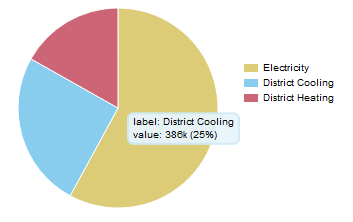 Electricity
District Cooling
District Heating
label: District Cooling
value: 386k (25%)